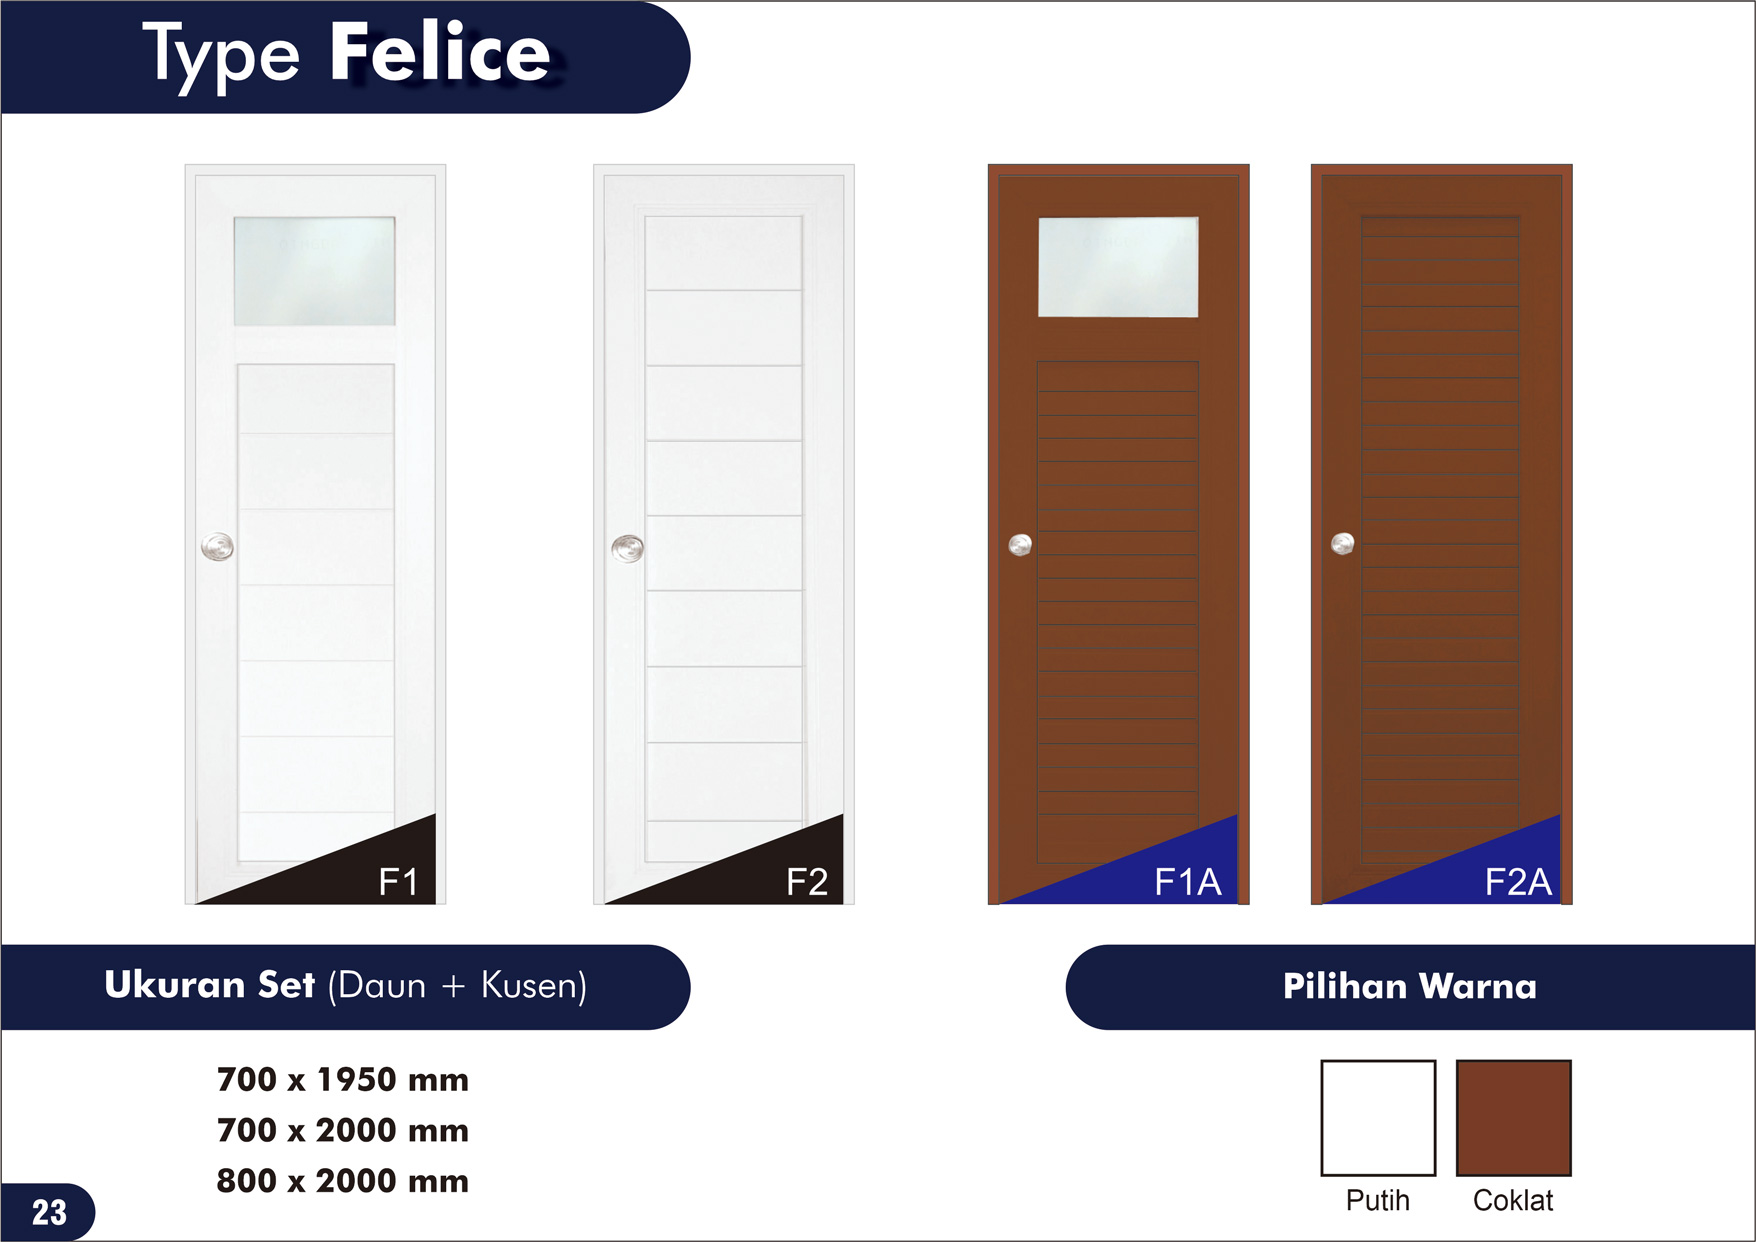 Type Felice
F1
F2
F1A
F2A
Ukuran Set (Daun + Kusen)
700 x 1950 mm
700 x 2000 mm
800 x 2000 mm
Pilihan Warna
Putih
Coklat
23